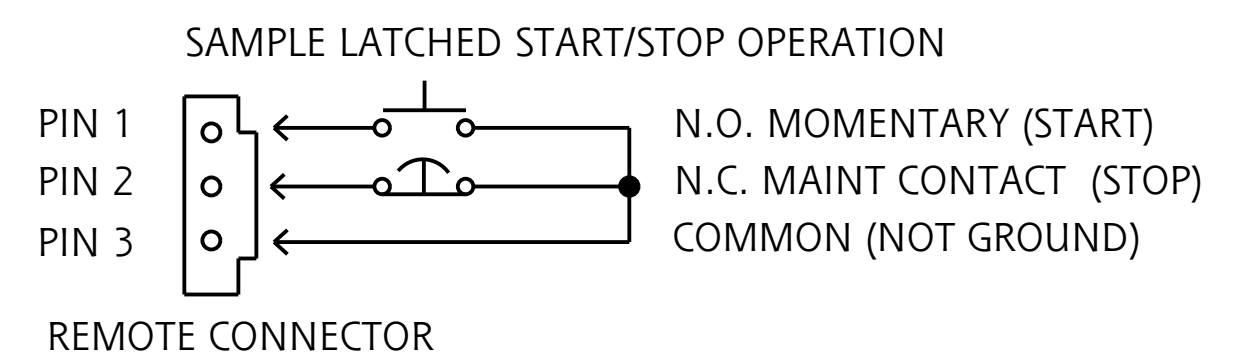 SAMPLE LATCHED START/STOP OPERATION
PIN 1 N.O. MOMENTARY (START)
PIN 2 N.C. MAINT CONTACT (STOP)
PIN 3 COMMON (NOT GROUND)
REMOTE CONNECTOR